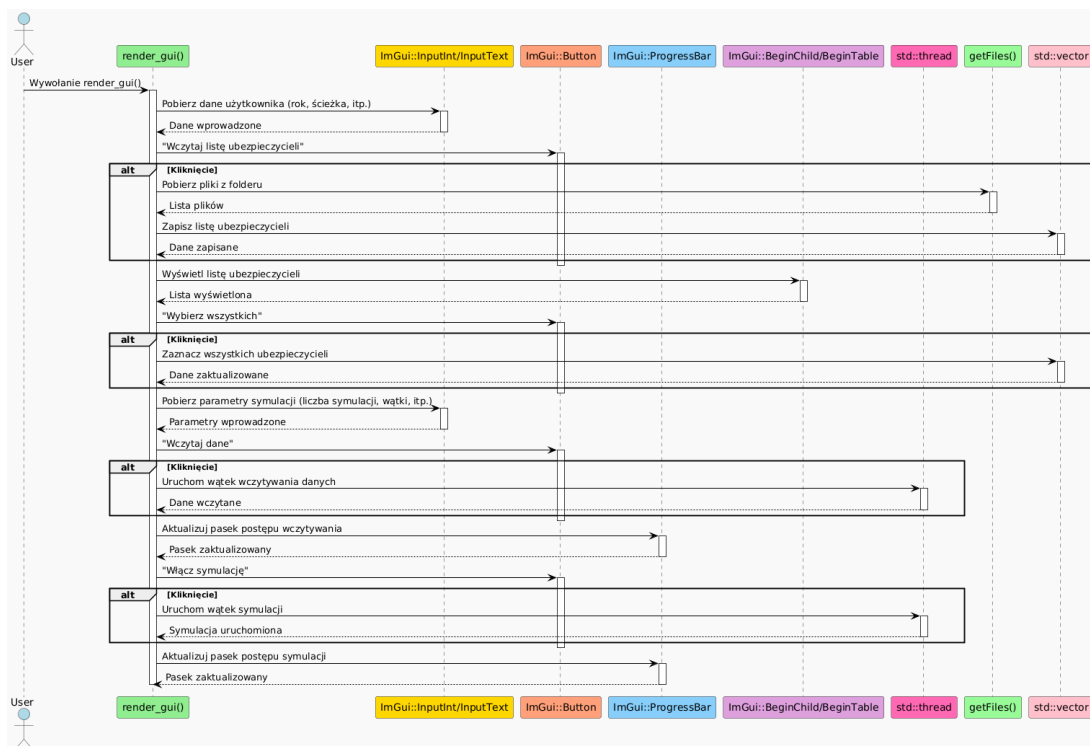 User
render_gui()
ImGui::InputInt/InputText
ImGui::Button
ImGui::ProgressBar
ImGui::BeginChild/BeginTable
std::thread
getFiles()
std::vector
Wywołanie render_gui()
Pobierz dane użytkownika (rok, ścieżka, itp.)
Dane wprowadzone
"Wczytaj listę ubezpieczycieli"
alt [Kliknięcie]
Pobierz pliki z folderu
Lista plików
Zapisz listę ubezpieczycieli
Dane zapisane
Wyświetl listę ubezpieczycieli
Lista wyświetlona
"Wybierz wszystkich"
alt [Kliknięcie]
Zaznacz wszystkich ubezpieczycieli
Dane zaktualizowane
Pobierz parametry symulacji (liczba symulacji, wątki, itp.)
Parametry wprowadzone
"Wczytaj dane"
alt [Kliknięcie]
Uruchom wątek wczytywania danych
Dane wczytane
Aktualizuj pasek postępu wczytywania
Pasek zaktualizowany
"Włącz symulację"
alt [Kliknięcie]
Uruchom wątek symulacji
Symulacja uruchomiona
Aktualizuj pasek postępu symulacji
Pasek zaktualizowany
User
render_gui()
ImGui::InputInt/InputText
ImGui::Button
ImGui::ProgressBar
ImGui::BeginChild/BeginTable
std::thread
getFiles()
std::vector